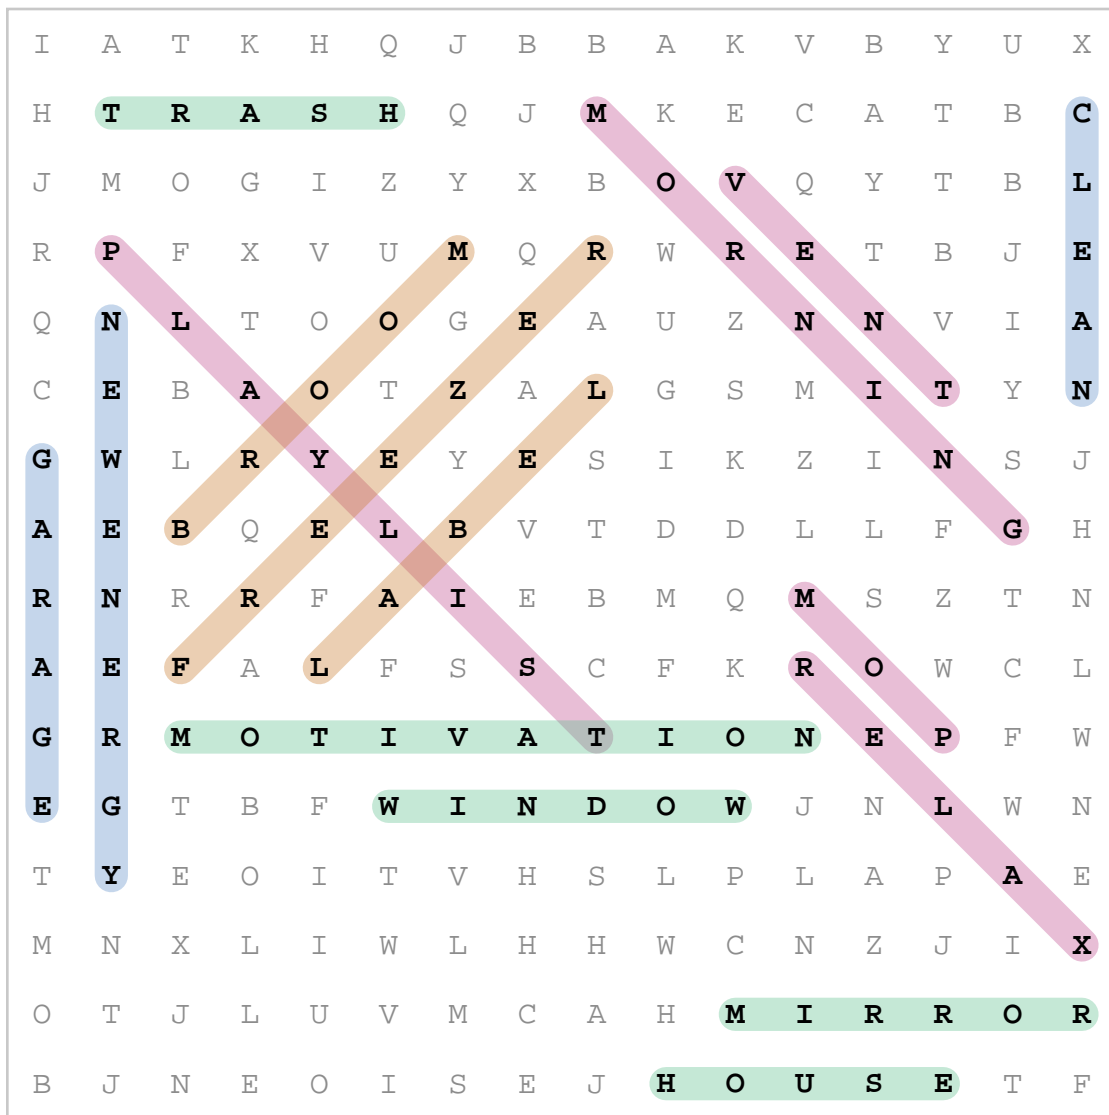 I A T K H Q J B B A K V B Y U X
H T R A S H Q J M K E C A T B C
J M O G I Z Y X B O V Q Y T B L
R P F X V U M Q R W R E T B J E
Q N L T O O G E A U Z N N V I A
C E B A O T Z A L G S M I T Y N
G W L R Y E Y E S I K Z I N S J
A E B Q E L B V T D D L L F G H
R N R R F A I E B M Q M S Z T N
A E F A L F S S C F K R O W C L
G R M O T I V A T I O N E P F W
E G T B F W I N D O W J N L W N
T Y E O I T V H S L P L A P A E
M N X L I W L H H W C N Z J I X
O T J L U V M C A H M I R R O R
B J N E O I S E J H O U S E T F